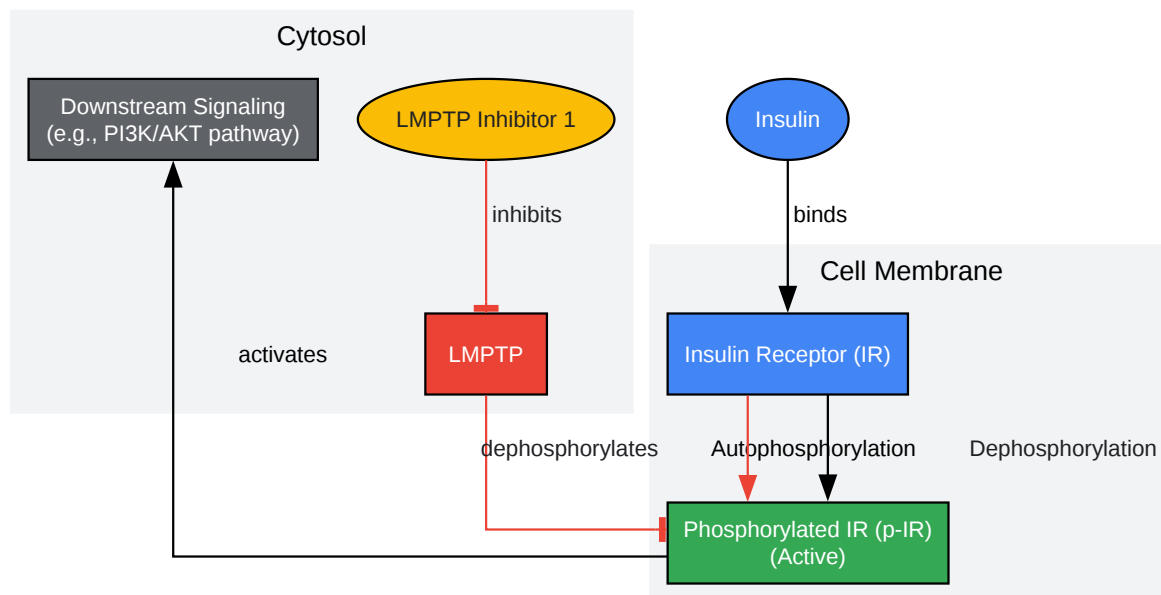 Cytosol
Downstream Signaling
(e.g., PI3K/AKT pathway)
LMPTP Inhibitor 1
Insulin
inhibits
binds
Cell Membrane
activates
LMPTP
Insulin Receptor (IR)
dephosphorylates
Autophosphorylation
Dephosphorylation
Phosphorylated IR (p-IR)
(Active)